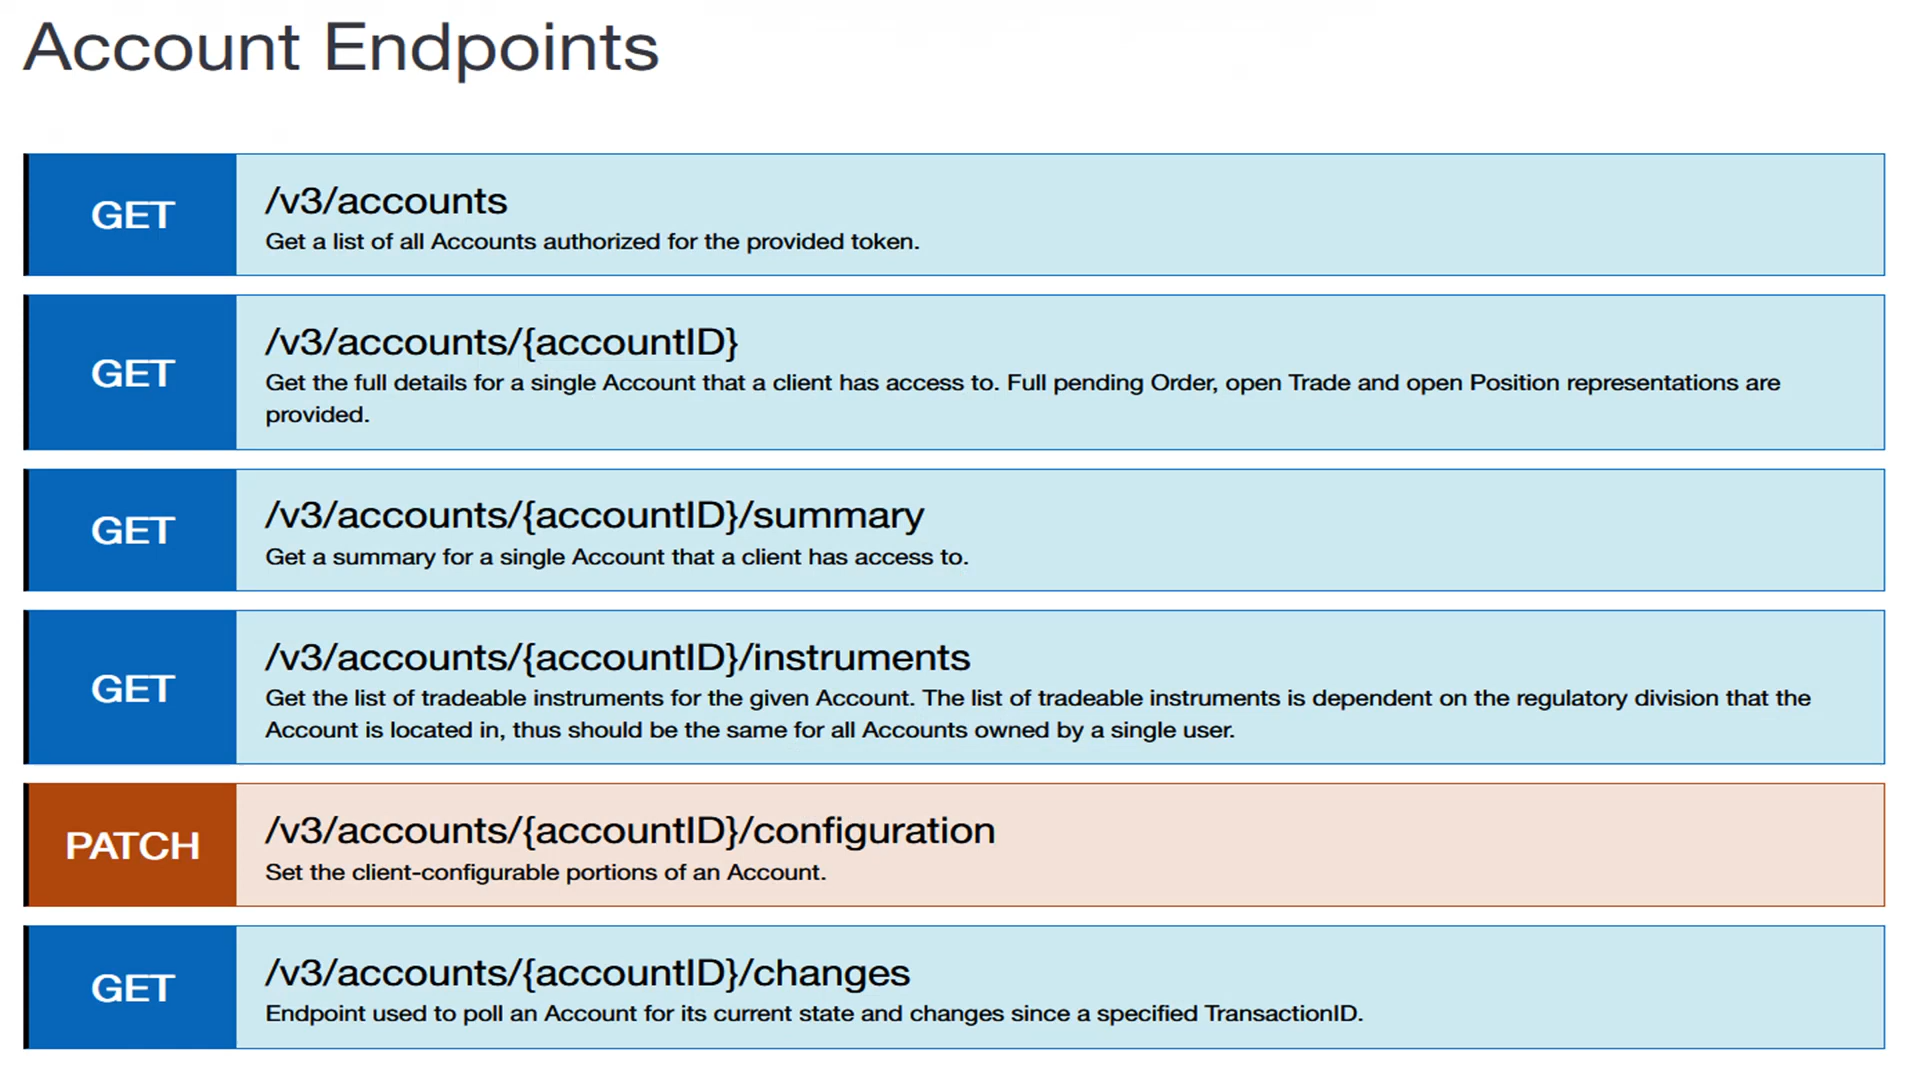 Account Endpoints
GET
/v3/accounts
Get a list of all Accounts authorized for the provided token.
GET
/v3/accounts/{accountID}
Get the full details for a single Account that a client has access to. Full pending Order, open Trade and open Position representations are
provided.
GET
/v3/accounts/{accountID}/summary
Get a summary for a single Account that a client has access to.
GET
/v3/accounts/{accountID}/instruments
Get the list of tradeable instruments for the given Account. The list of tradeable instruments is dependent on the regulatory division that the
Account is located in, thus should be the same for all Accounts owned by a single user.
PATCH
/v3/accounts/{accountID}/configuration
Set the client-configurable portions of an Account.
GET
/v3/accounts/{accountID}/changes
Endpoint used to poll an Account for its current state and changes since a specified TransactionID.